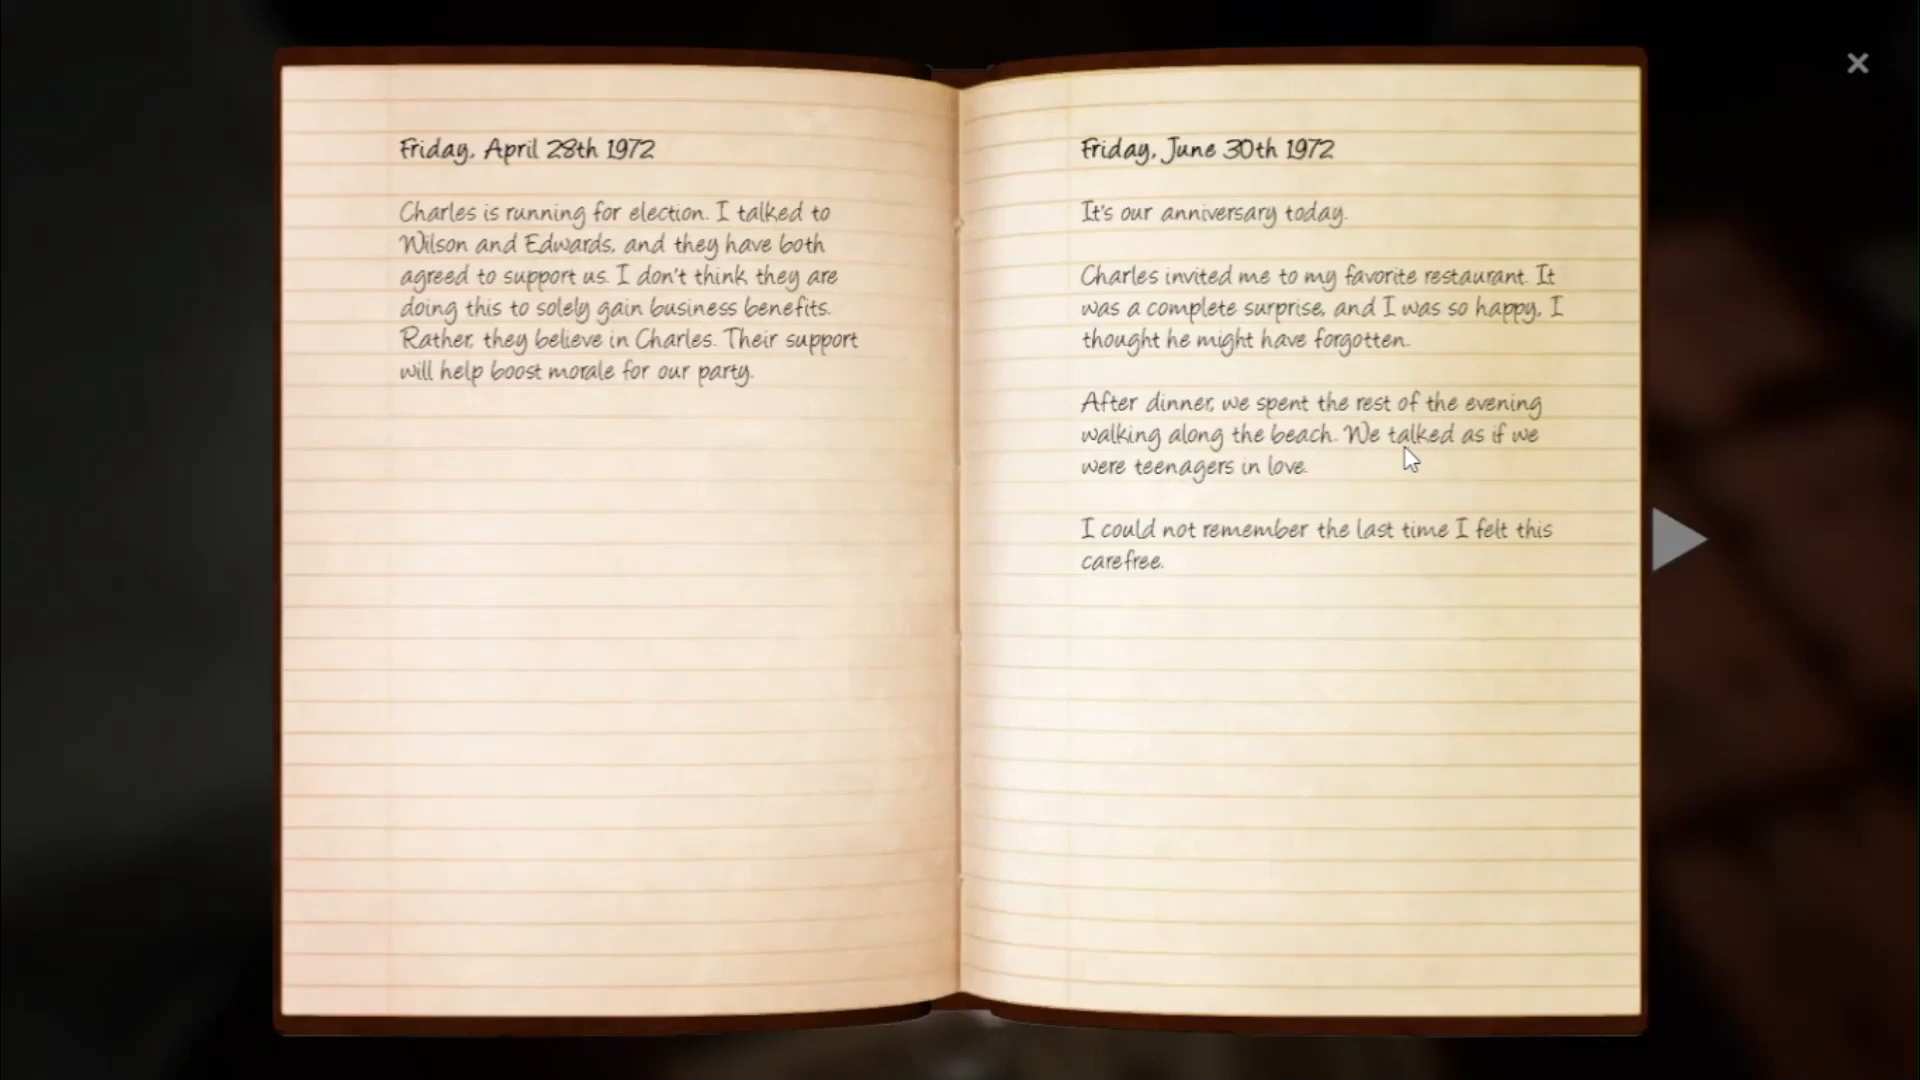 Friday, April 28th 1972
Charles is running for election. I talked to
Wilson and Edwards, and they have both
agreed to support us. I don't think they are
doing this to solely gain business benefits.
Rather, they believe in Charles. Their support
will help boost morale for our party.
Friday, June 30th 1972
It's our anniversary today.
Charles invited me to my favorite restaurant. It
was a complete surprise, and I was so happy, I
thought he might have forgotten.
After dinner, we spent the rest of the evening
walking along the beach. We talked as if we
were teenagers in love.
I could not remember the last time I felt this
carefree.